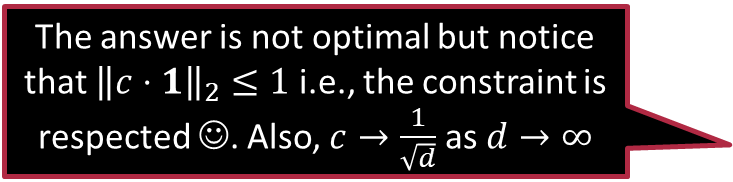 The answer is not optimal but notice
that ‖𝑐 · 𝟏‖₂ ≤ 1 i.e., the constraint is
respected ☺. Also, 𝑐 → 1/√𝑑 as 𝑑 → ∞